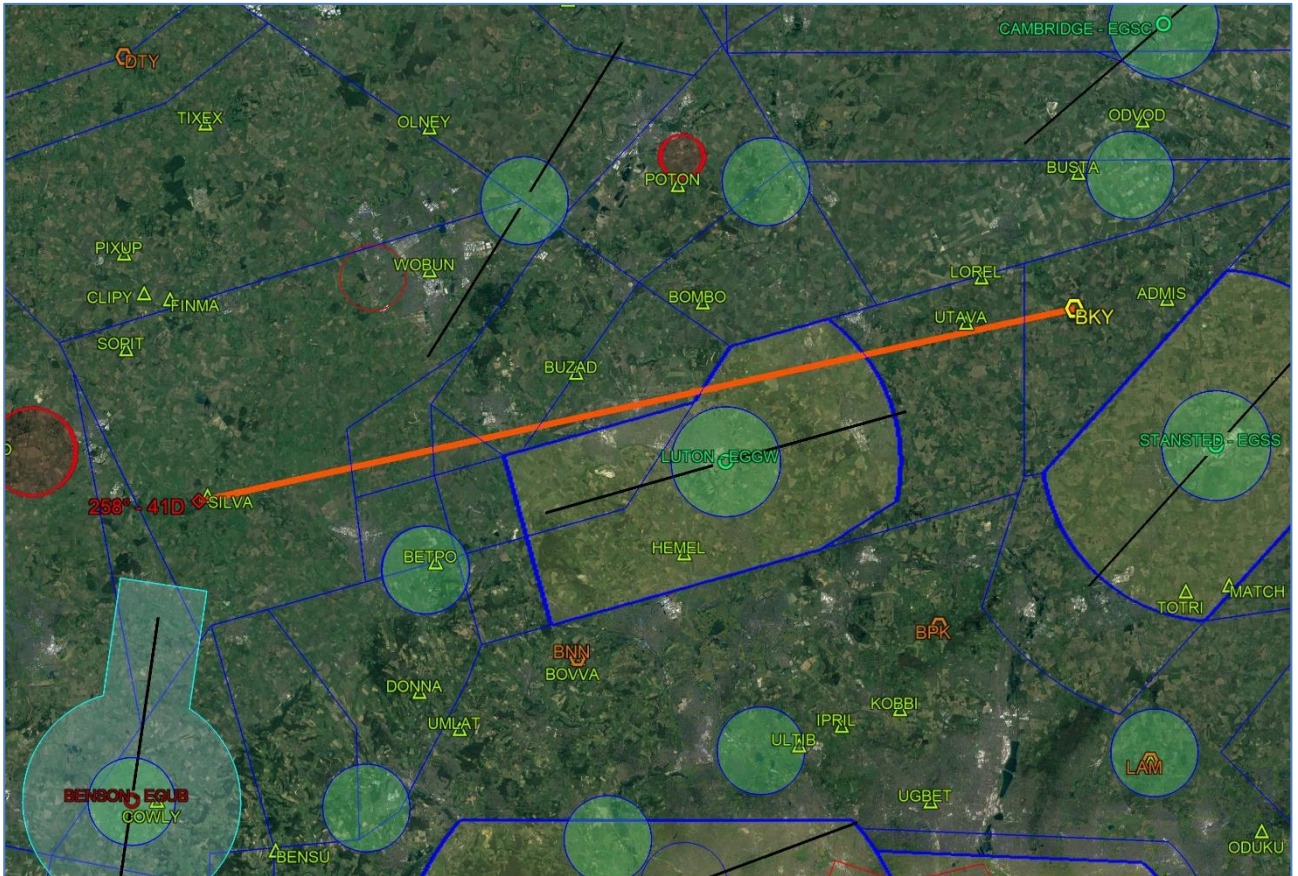 CAMBRIDGE - EGSC
DTY
TIXEX
OLNEY
ODVOD
BUSTA
POTON
PIXUP
WOBUN
CLIPY
FINMA
BOMBO
LOREL
ADMIS
UTAVA
BKY
SOPIT
BUZAD
STANSTED - EGSS
LUTON - EGGW
258° - 41D
SILVA
HEMEL
BETPO
TOTRI
MATCH
BPK
BNN
BOVVA
DONNA
UMLAT
KOBBI
IPRIL
ULTIB
LAM
BENSON - EGUB
COWLY
UGBET
BENSU
ODUKU